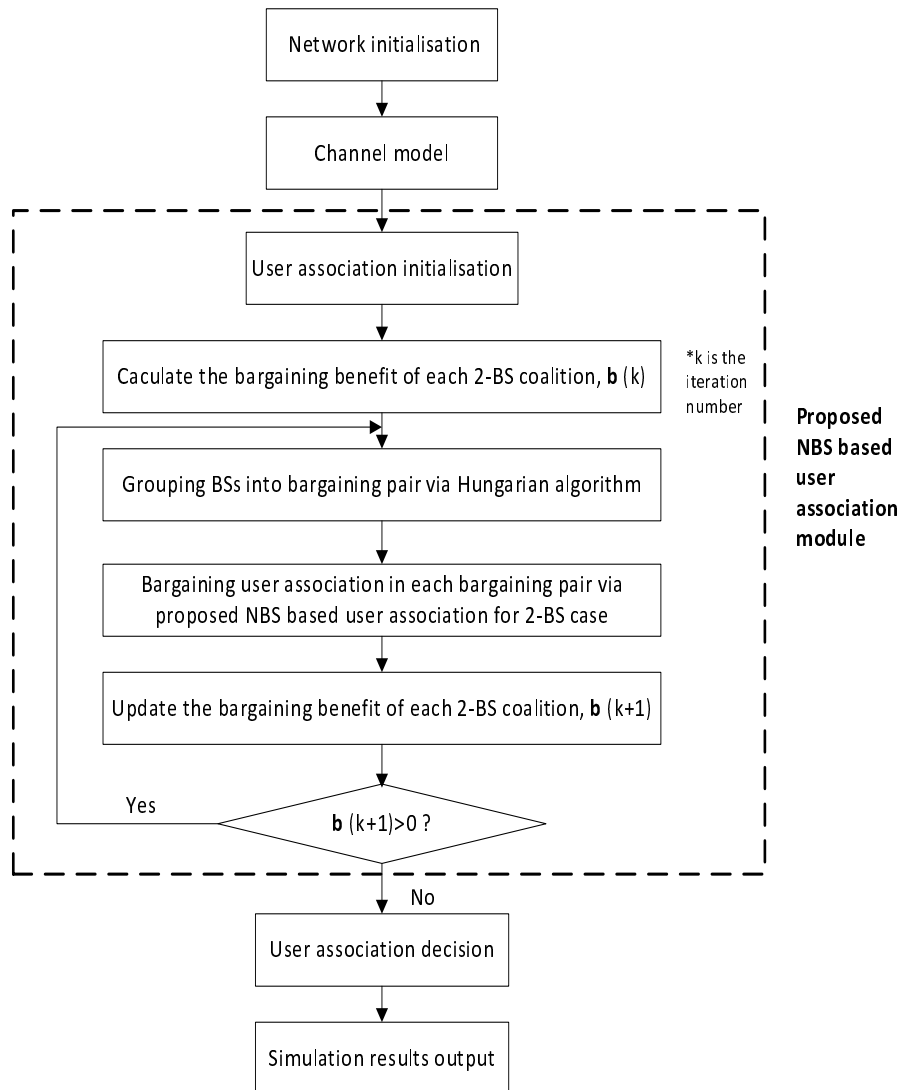 Network initialisation
Channel model
User association initialisation
Caculate the bargaining benefit of each 2-BS coalition, b (k)
*k is the
iteration
number
Proposed
NBS based
user
association
module
Grouping BSs into bargaining pair via Hungarian algorithm
Bargaining user association in each bargaining pair via
proposed NBS based user association for 2-BS case
Update the bargaining benefit of each 2-BS coalition, b (k+1)
Yes
b (k+1)>0 ?
No
User association decision
Simulation results output